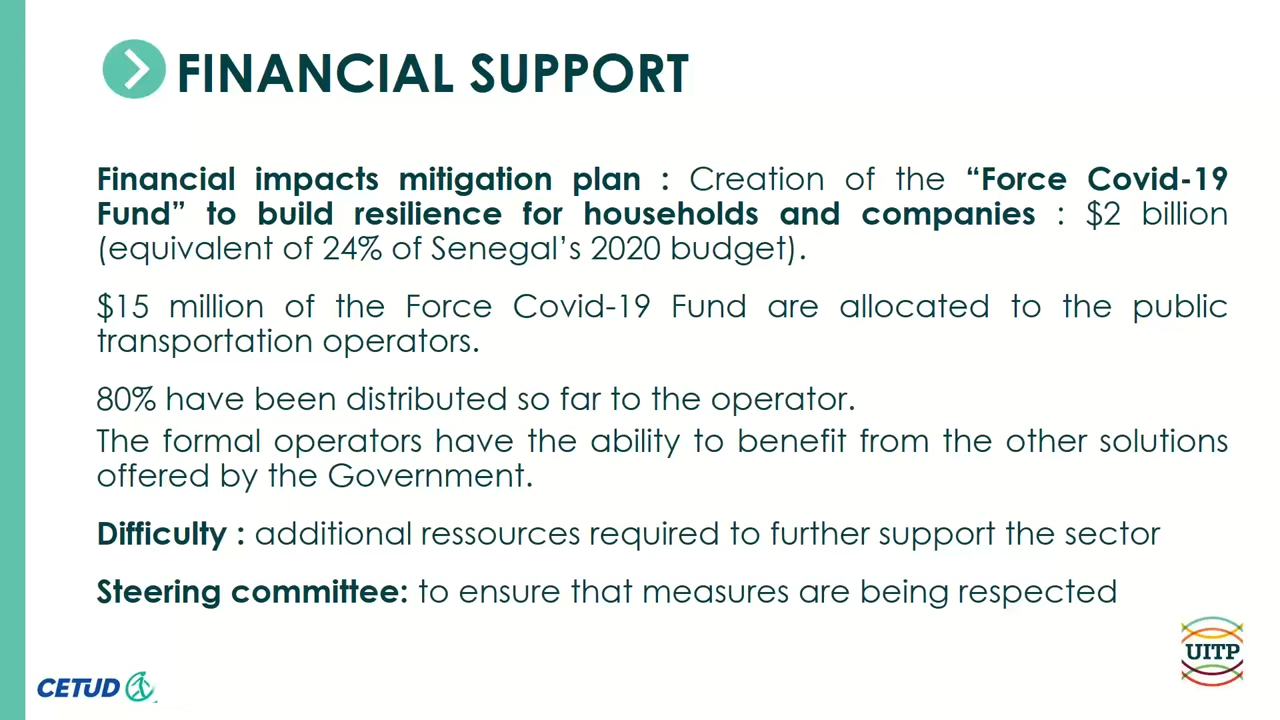 FINANCIAL SUPPORT
Financial impacts mitigation plan : Creation of the “Force Covid-19
Fund” to build resilience for households and companies : $2 billion
(equivalent of 24% of Senegal’s 2020 budget).
$15 million of the Force Covid-19 Fund are allocated to the public
transportation operators.
80% have been distributed so far to the operator.
The formal operators have the ability to benefit from the other solutions
offered by the Government.
Difficulty : additional ressources required to further support the sector
Steering committee: to ensure that measures are being respected
UITP
CETUD